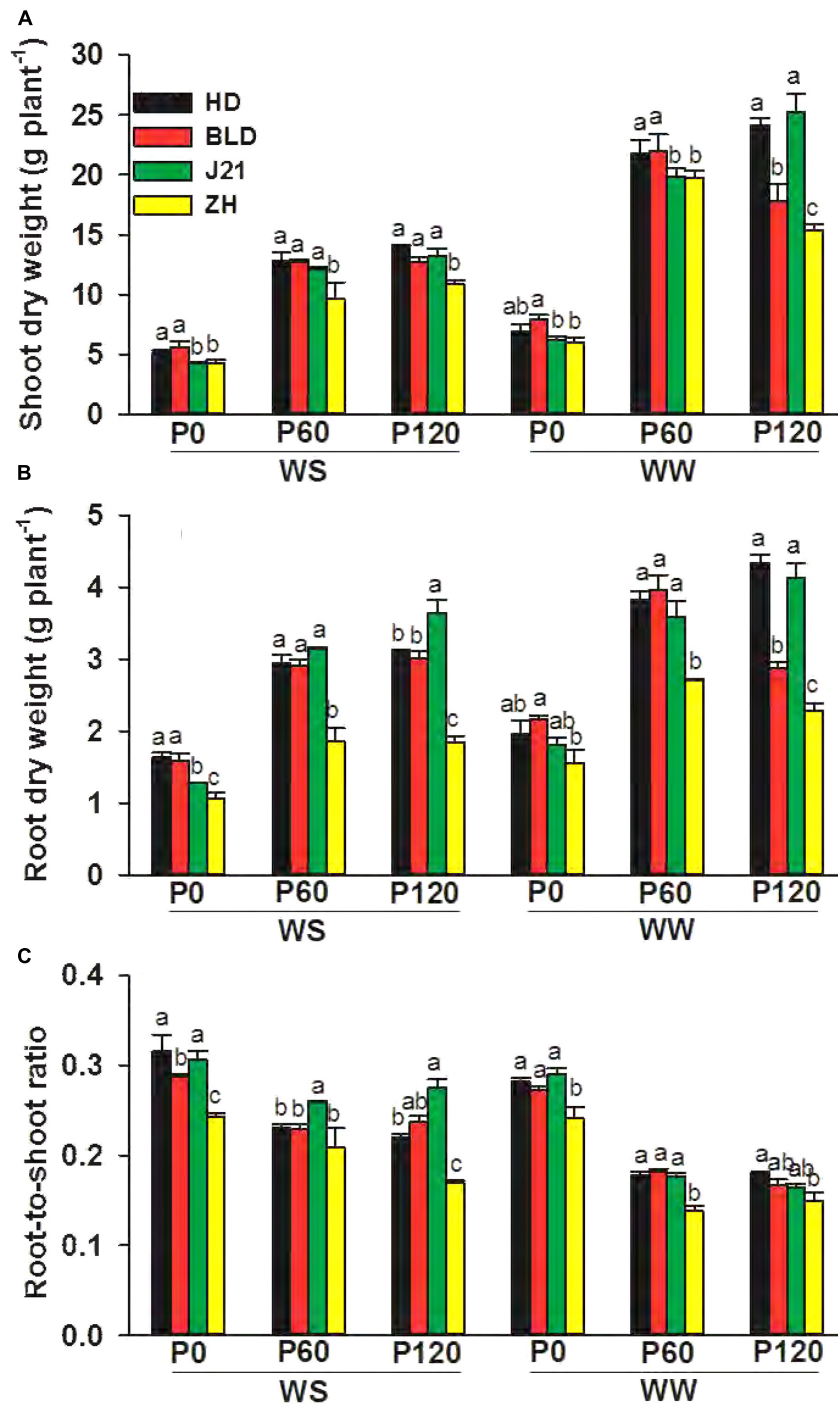 A
Shoot dry weight (g plant-1)
30
25
20
15
10
5
0
HD
BLD
J21
ZH
a a b b
a a a b
a a a b
ab a b b
a a b b
a b a c
P0 P60 P120 P0 P60 P120
WS WW
B
Root dry weight (g plant-1)
5
4
3
2
1
0
a a b c
a a a b
b b a c
ab a ab b
a a a b
a b a c
P0 P60 P120 P0 P60 P120
WS WW
C
Root-to-shoot ratio
0.4
0.3
0.2
0.1
0.0
a b a c
b b a b
b ab a c
a a a b
a a a b
a ab ab b
P0 P60 P120 P0 P60 P120
WS WW